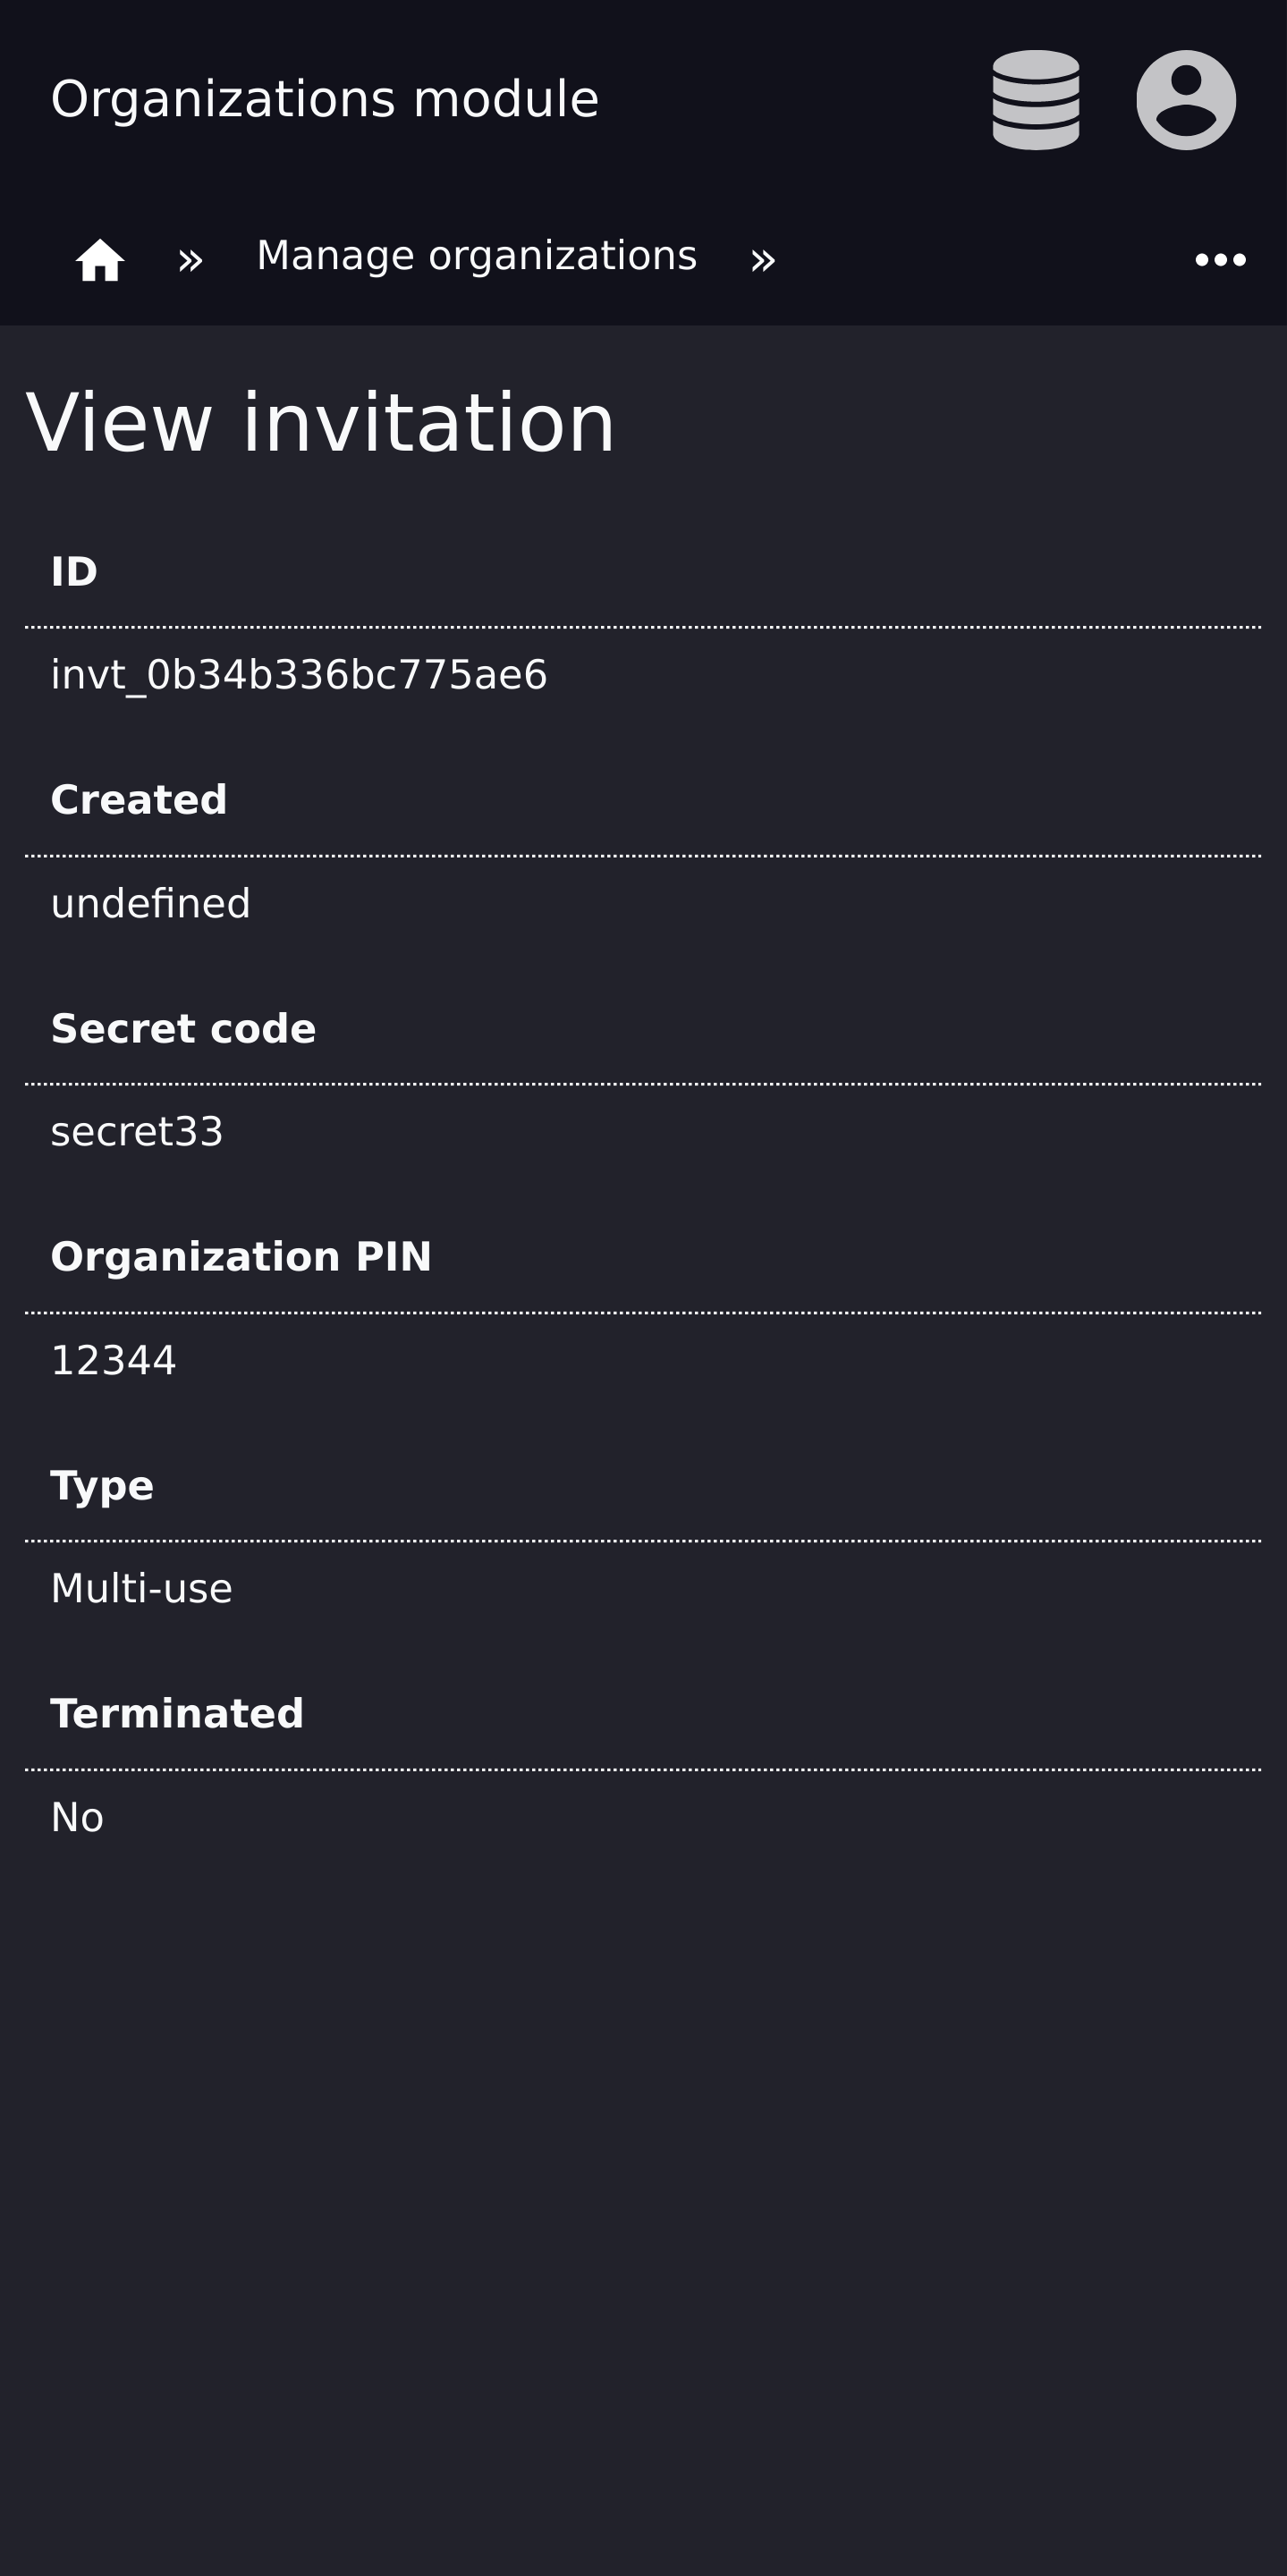 Organizations module
» Manage organizations »
View invitation
ID
invt_0b34b336bc775ae6
Created
undefined
Secret code
secret33
Organization PIN
12344
Type
Multi-use
Terminated
No